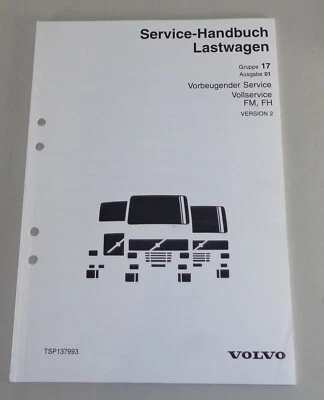 Service-Handbuch
Lastwagen
Gruppe 17
Ausgabe 01
Vorbeugender Service
Vollservice
FM, FH
VERSION 2
TSP137993
VOLVO